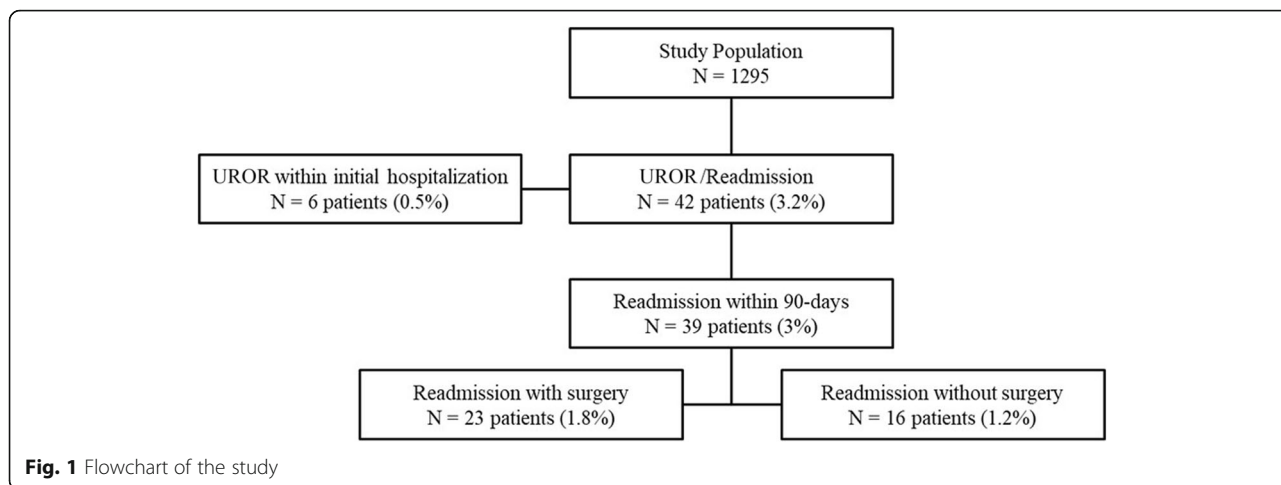 Study Population
N = 1295
UROR within initial hospitalization
N = 6 patients (0.5%)
UROR /Readmission
N = 42 patients (3.2%)
Readmission within 90-days
N = 39 patients (3%)
Readmission with surgery
N = 23 patients (1.8%)
Readmission without surgery
N = 16 patients (1.2%)
Fig. 1 Flowchart of the study